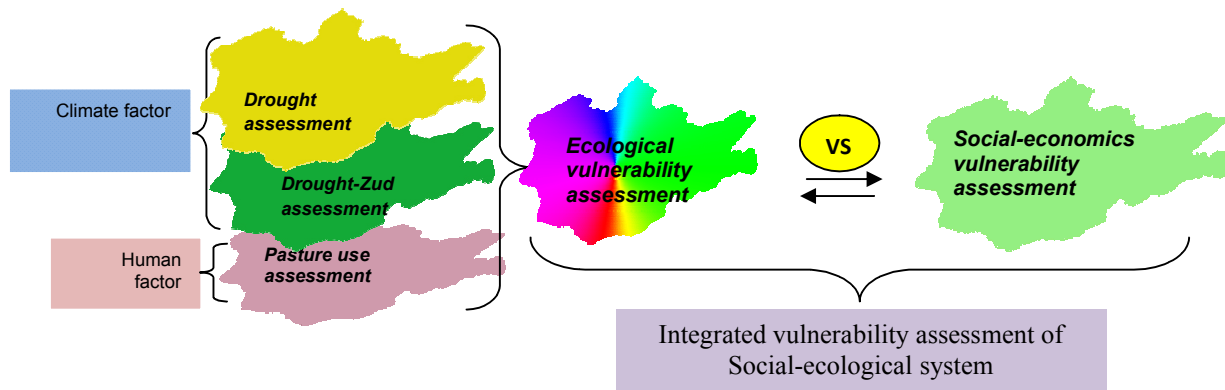 Climate factor
Drought
assessment
Drought-Zud
assessment
Human
factor
Pasture use
assessment
Ecological
vulnerability
assessment
VS
Social-economics
vulnerability
assessment
Integrated vulnerability assessment of
Social-ecological system